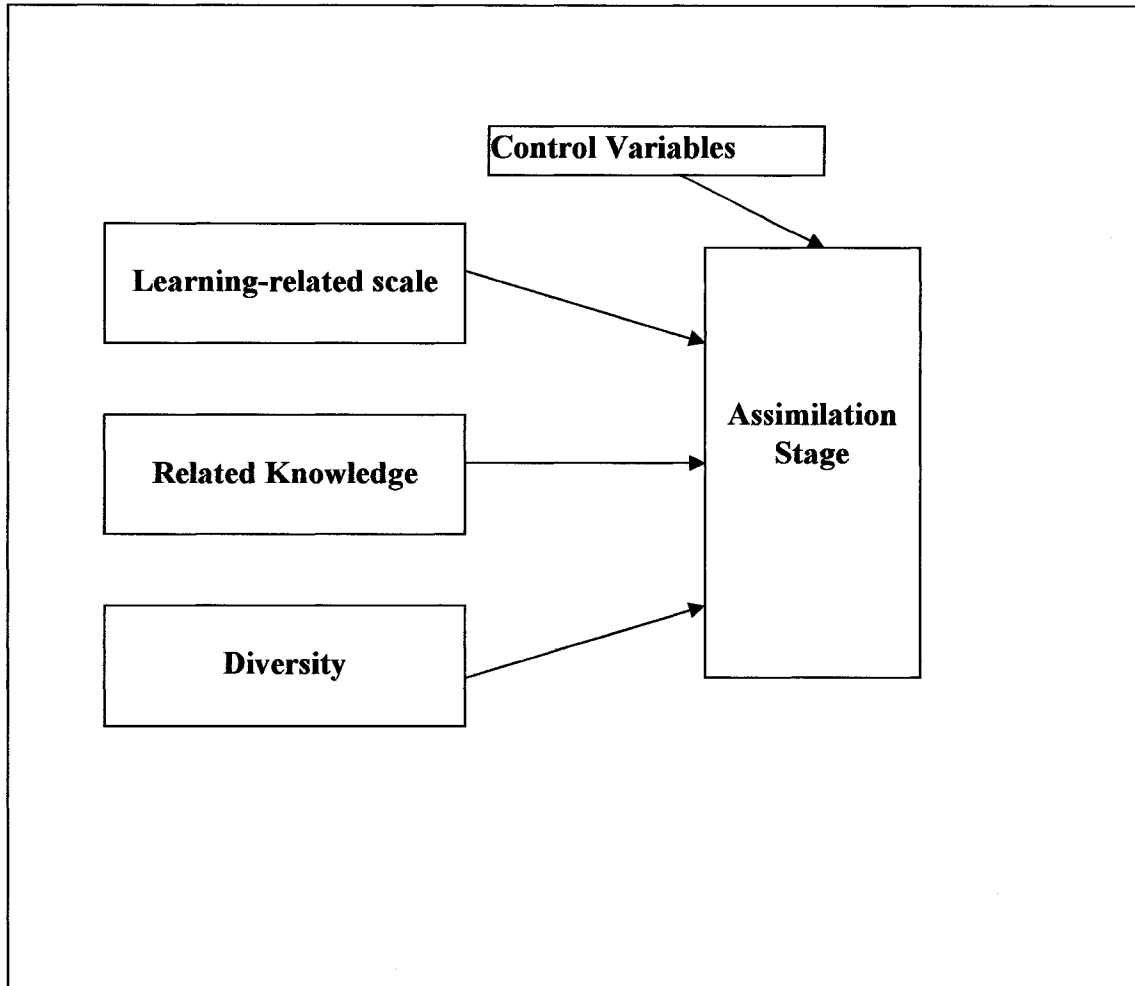 Control Variables
Learning-related scale
Assimilation
Stage
Related Knowledge
Diversity